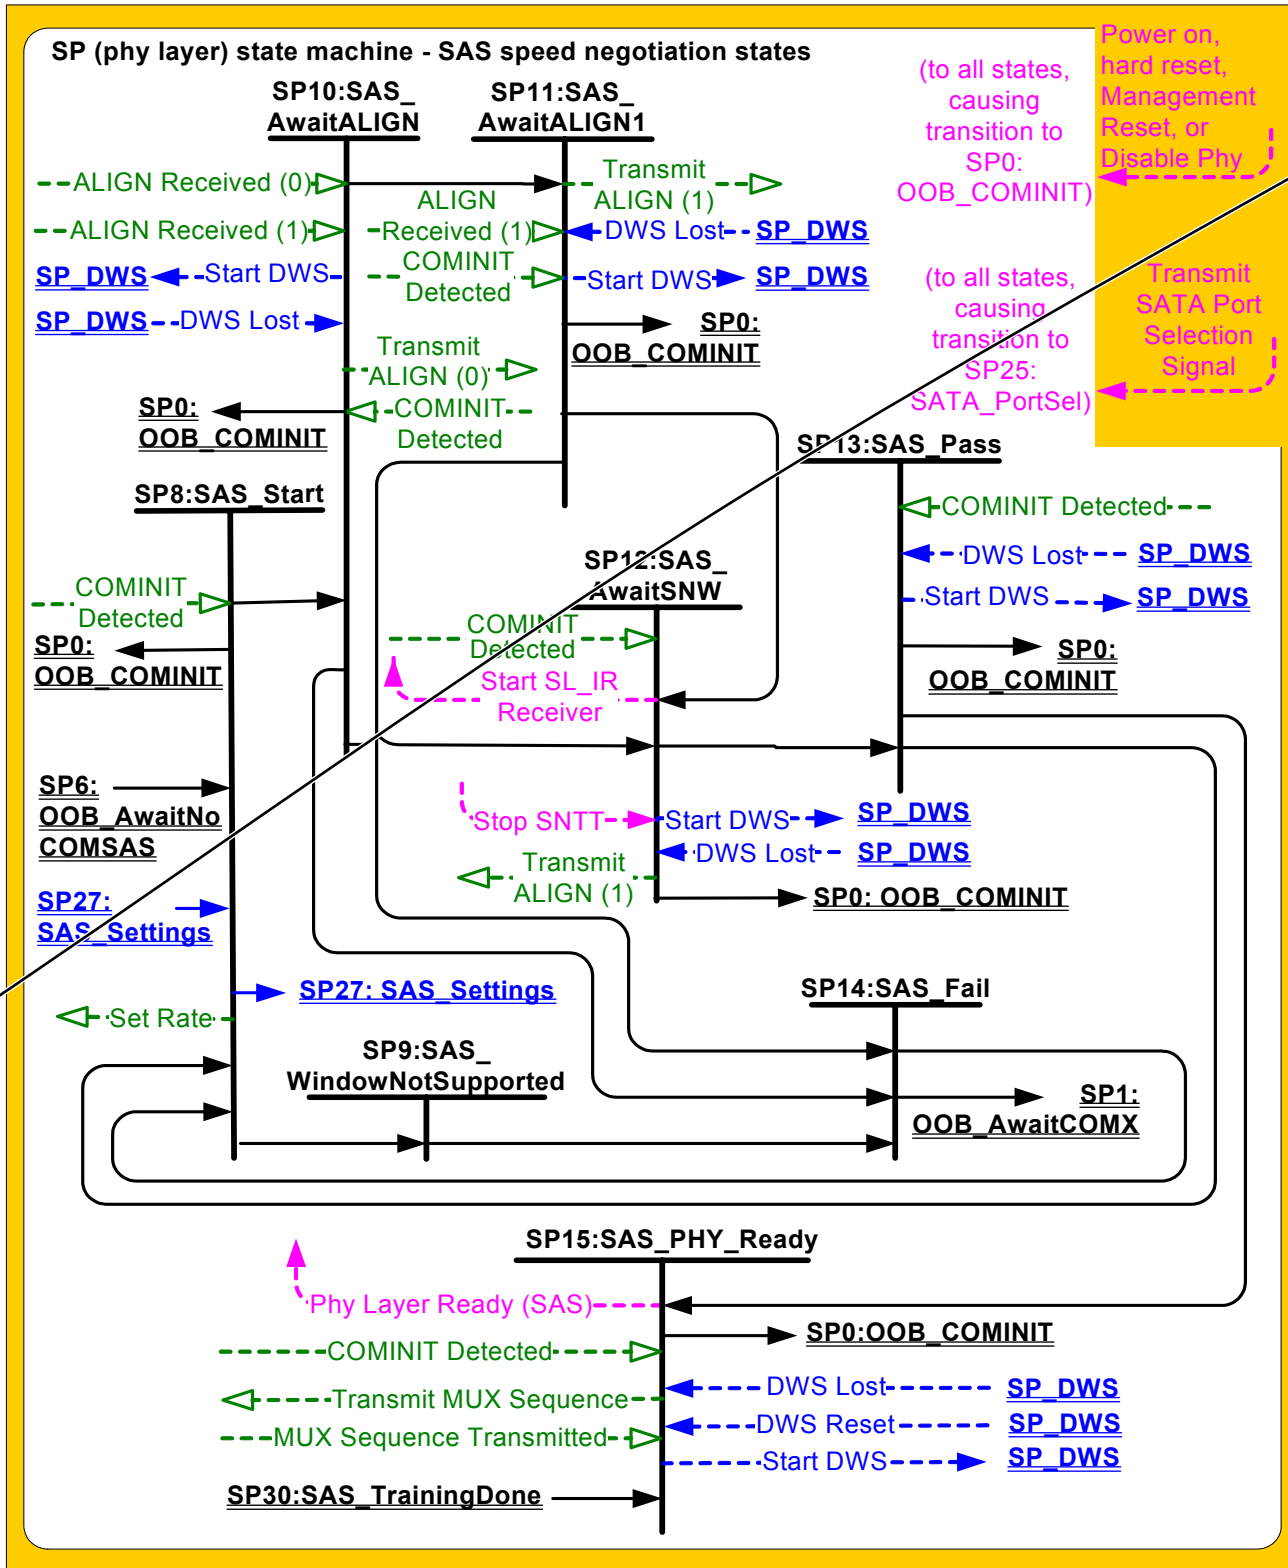 SP (phy layer) state machine - SAS speed negotiation states
Power on,
hard reset,
Management
Reset, or
Disable Phy
(to all states,
causing
transition to
SP0:
OOB_COMINIT)
Transmit
SATA Port
Selection
Signal
(to all states,
causing
transition to
SP25:
SATA_PortSel)
SP10:SAS_
AwaitALIGN
ALIGN Received (0)
ALIGN Received (1)
SP_DWS
Start DWS
SP_DWS
DWS Lost
Transmit
ALIGN (0)
COMINIT
Detected
SP0:
OOB_COMINIT
SP11:SAS_
AwaitALIGN1
Transmit
ALIGN (1)
ALIGN
Received (1)
DWS Lost
SP_DWS
COMINIT
Detected
Start DWS
SP_DWS
SP0:
OOB_COMINIT
SP8:SAS_Start
COMINIT
Detected
SP0:
OOB_COMINIT
SP6:
OOB_AwaitNo
COMSAS
SP27:
SAS_Settings
SP27: SAS_Settings
Set Rate
SP12:SAS_
AwaitSNW
COMINIT
Detected
Start SL_IR
Receiver
Stop SNTT
Start DWS
SP_DWS
DWS Lost
SP_DWS
Transmit
ALIGN (1)
SP0: OOB_COMINIT
SP13:SAS_Pass
COMINIT Detected
DWS Lost
SP_DWS
Start DWS
SP_DWS
SP0:
OOB_COMINIT
SP9:SAS_
WindowNotSupported
SP14:SAS_Fail
SP1:
OOB_AwaitCOMX
SP15:SAS_PHY_Ready
Phy Layer Ready (SAS)
SP0:OOB_COMINIT
COMINIT Detected
DWS Lost
SP_DWS
Transmit MUX Sequence
DWS Reset
SP_DWS
MUX Sequence Transmitted
Start DWS
SP_DWS
SP30:SAS_TrainingDone